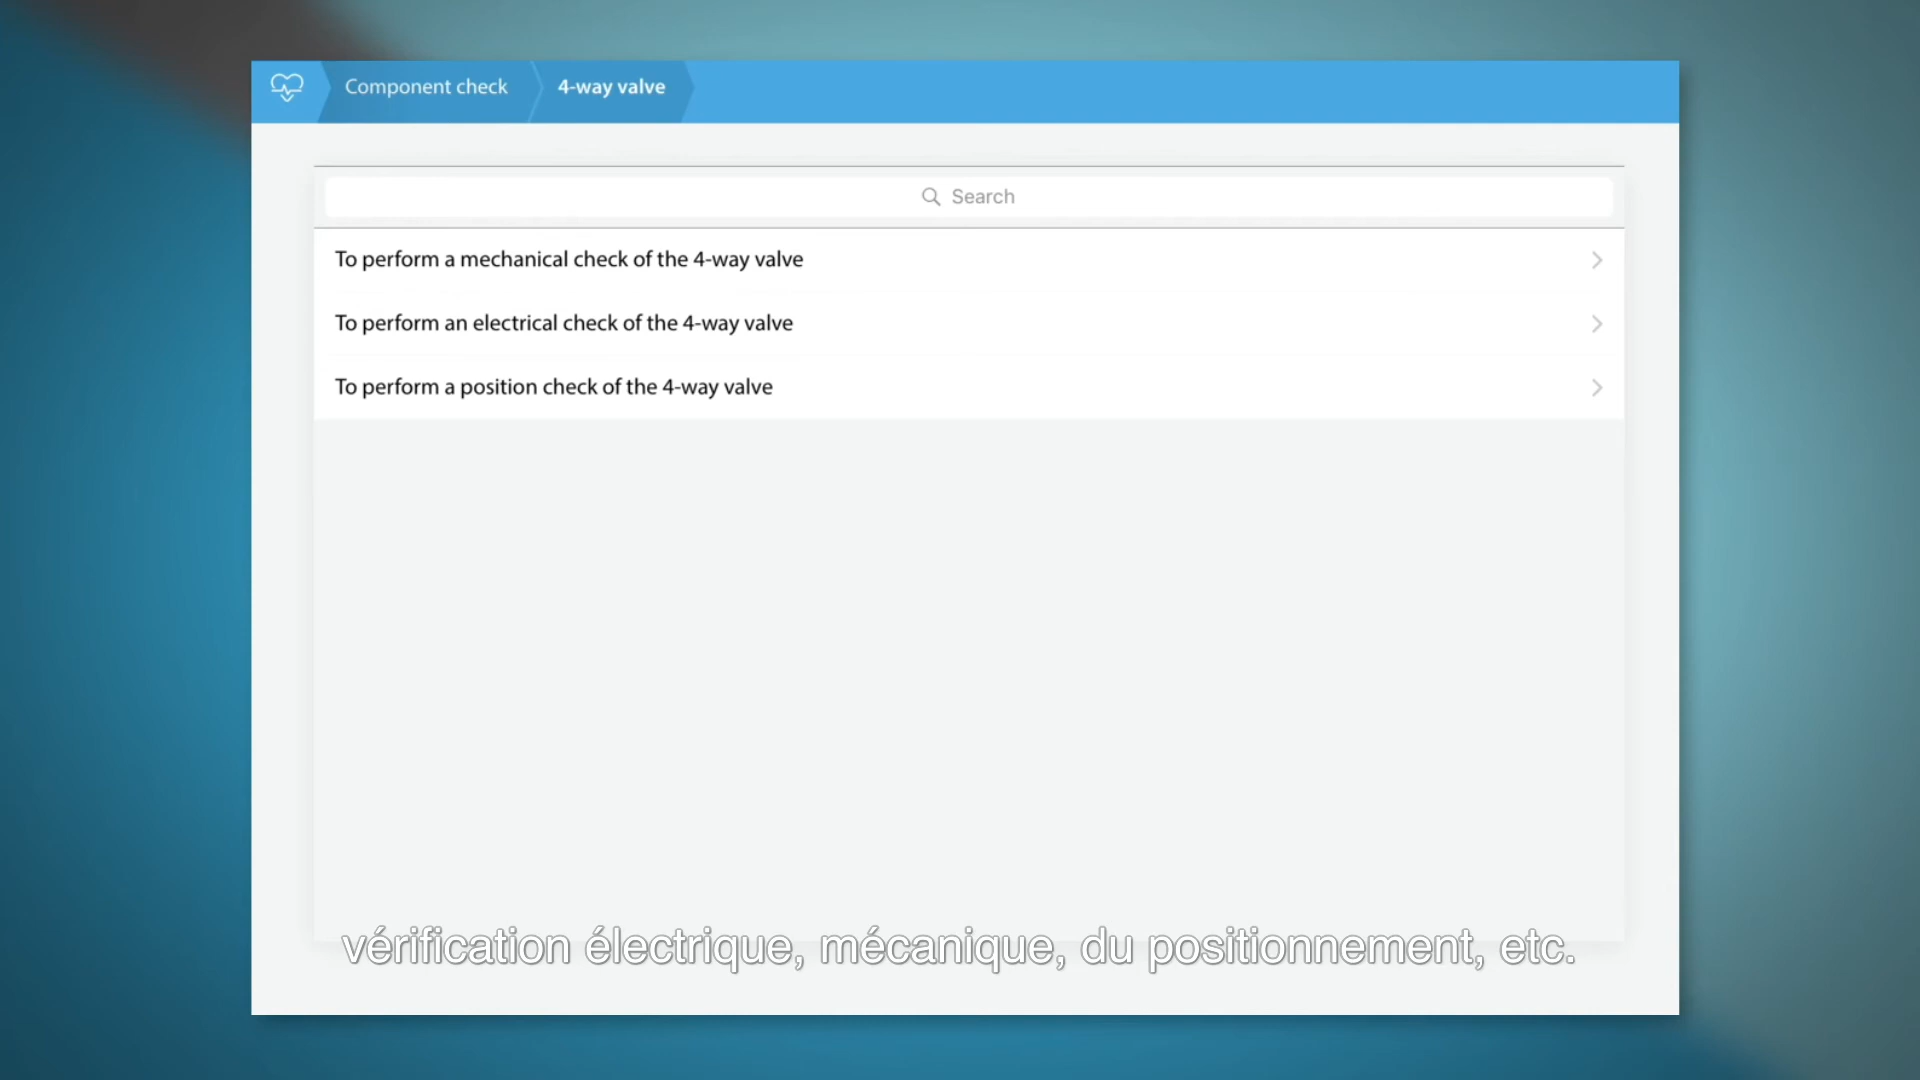 Component check
4-way valve
Search
To perform a mechanical check of the 4-way valve
To perform an electrical check of the 4-way valve
To perform a position check of the 4-way valve
vérification électrique, mécanique, du positionnement, etc.